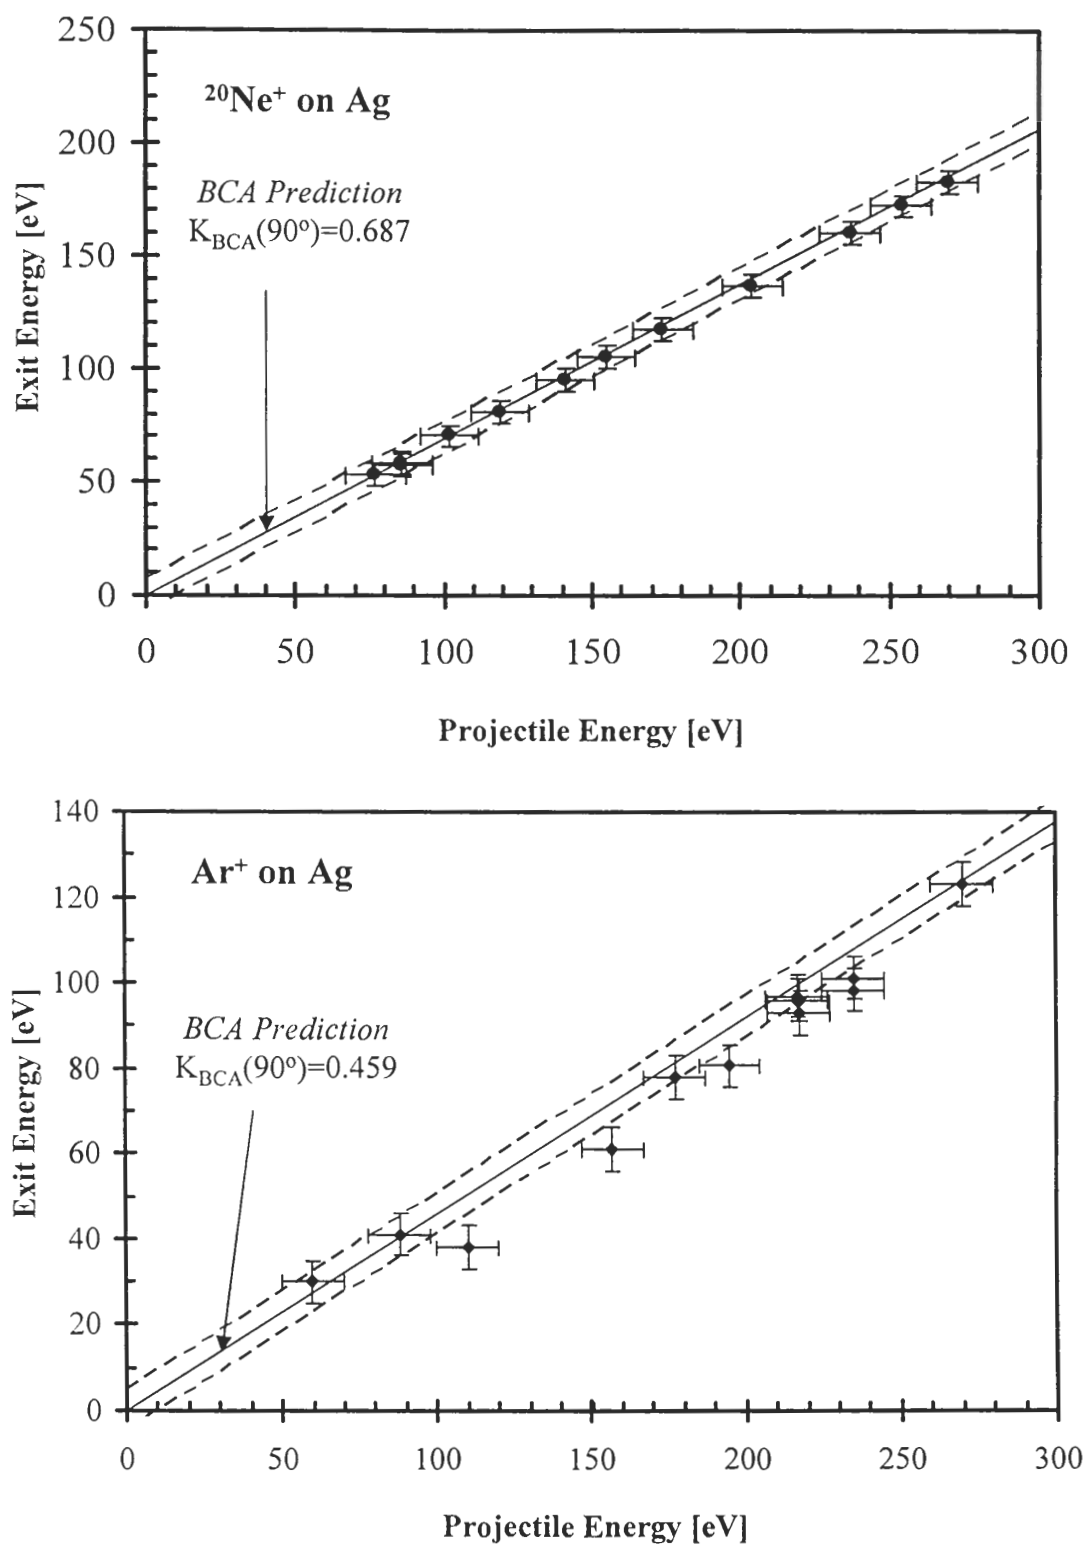 250
200
150
100
50
0
Exit Energy [eV]
²⁰Ne⁺ on Ag
BCA Prediction
K_BCA(90º)=0.687
0 50 100 150 200 250 300
Projectile Energy [eV]
140
120
100
80
60
40
20
0
Exit Energy [eV]
Ar⁺ on Ag
BCA Prediction
K_BCA(90º)=0.459
0 50 100 150 200 250 300
Projectile Energy [eV]